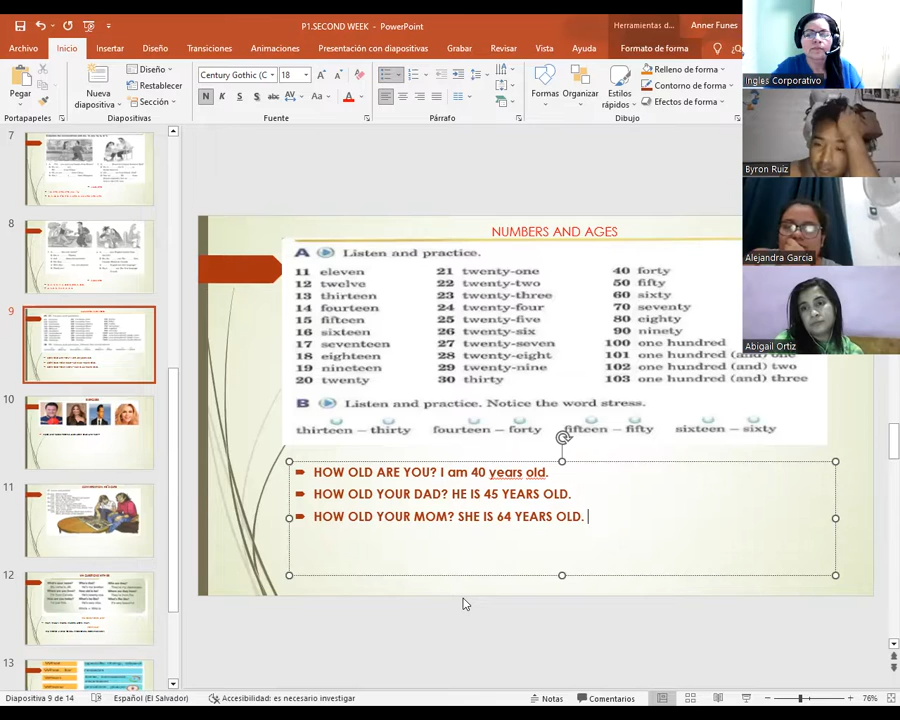 P1.SECOND WEEK - PowerPoint
Herramientas d...
Anner Funes
Archivo
Inicio
Insertar
Diseño
Transiciones
Animaciones
Presentación con diapositivas
Grabar
Revisar
Vista
Ayuda
Formato de forma
¿Q
Pegar
Nueva diapositiva
Diseño
Restablecer
Sección
Century Gothic (C
18
N K S S abc AV Aa A
Formas
Organizar
Estilos rápidos
Relleno de forma
Contorno de forma
Efectos de forma
Portapapeles
Diapositivas
Fuente
Párrafo
Dibujo
Ingles Corporativo
Byron Ruiz
Alejandra Garcia
Abigail Ortiz
7
8
9
10
11
12
13
NUMBERS AND AGES
A Listen and practice.
11 eleven 21 twenty-one 40 forty
12 twelve 22 twenty-two 50 fifty
13 thirteen 23 twenty-three 60 sixty
14 fourteen 24 twenty-four 70 seventy
15 fifteen 25 twenty-five 80 eighty
16 sixteen 26 twenty-six 90 ninety
17 seventeen 27 twenty-seven 100 one hundred
18 eighteen 28 twenty-eight 101 one hundred (and) one
19 nineteen 29 twenty-nine 102 one hundred (and) two
20 twenty 30 thirty 103 one hundred (and) three
B Listen and practice. Notice the word stress.
thirteen – thirty fourteen – forty fifteen – fifty sixteen – sixty
HOW OLD ARE YOU? I am 40 years old.
HOW OLD YOUR DAD? HE IS 45 YEARS OLD.
HOW OLD YOUR MOM? SHE IS 64 YEARS OLD.
Diapositiva 9 de 14
Español (El Salvador)
Accesibilidad: es necesario investigar
Notas
Comentarios
76%